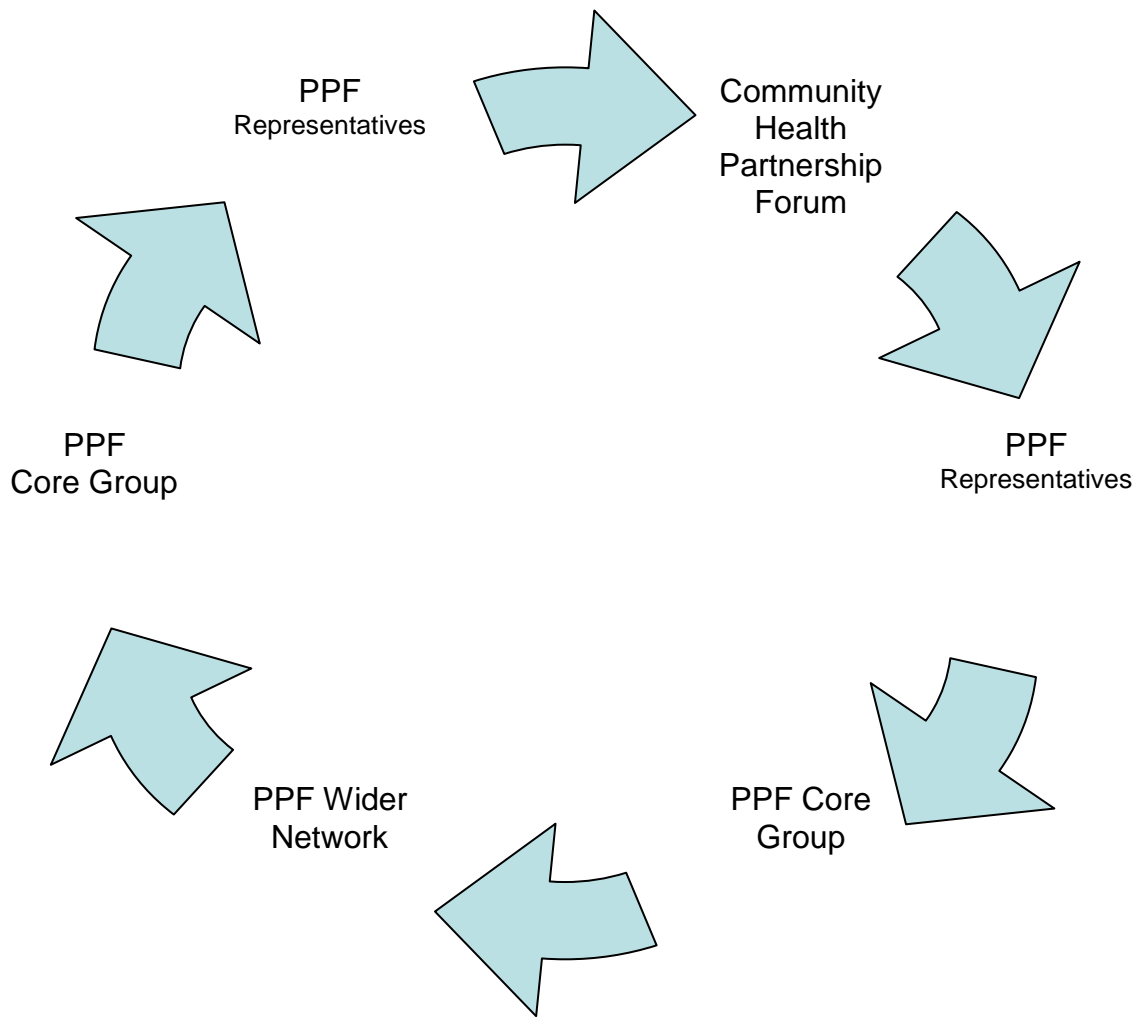 PPF
Representatives
Community
Health
Partnership
Forum
PPF
Core Group
PPF
Representatives
PPF Wider
Network
PPF Core
Group